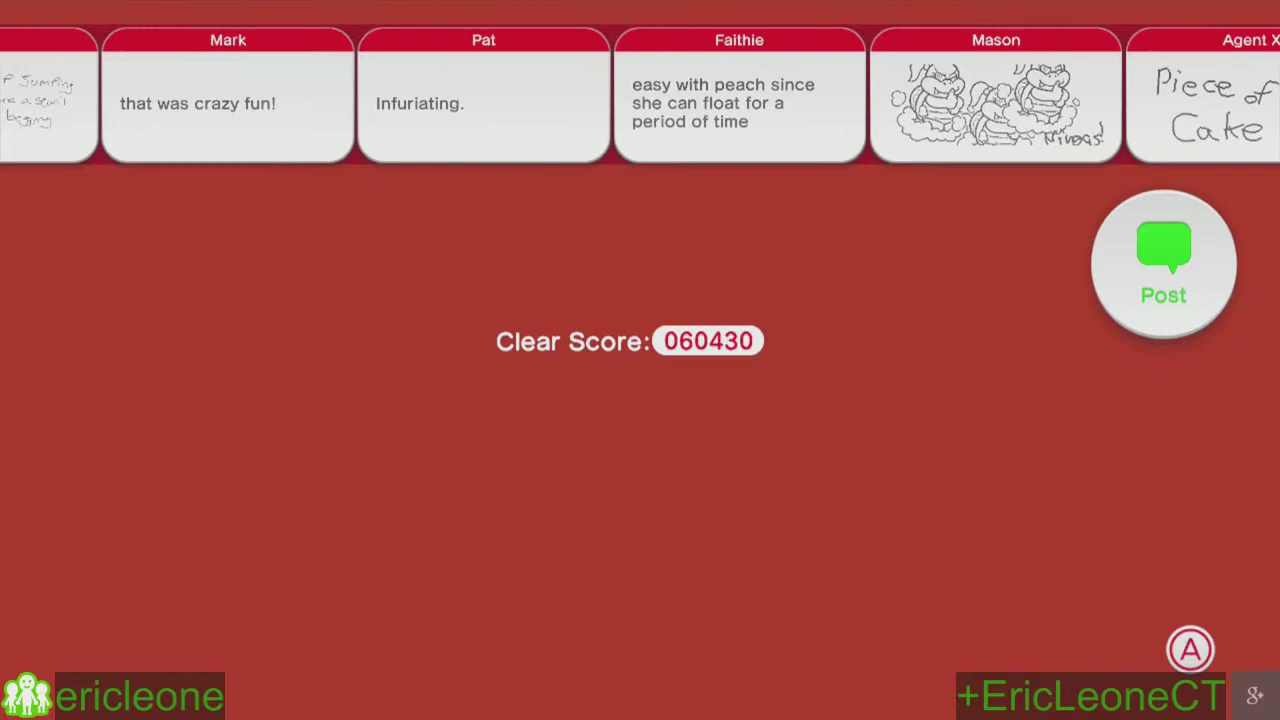 Mark
Pat
Faithie
Mason
Agent X
Jumping
that was crazy fun!
Infuriating.
easy with peach since
she can float for a
period of time
Piece of
Cake
Post
Clear Score: 060430
A
ericleone
+EricLeoneCT
g+